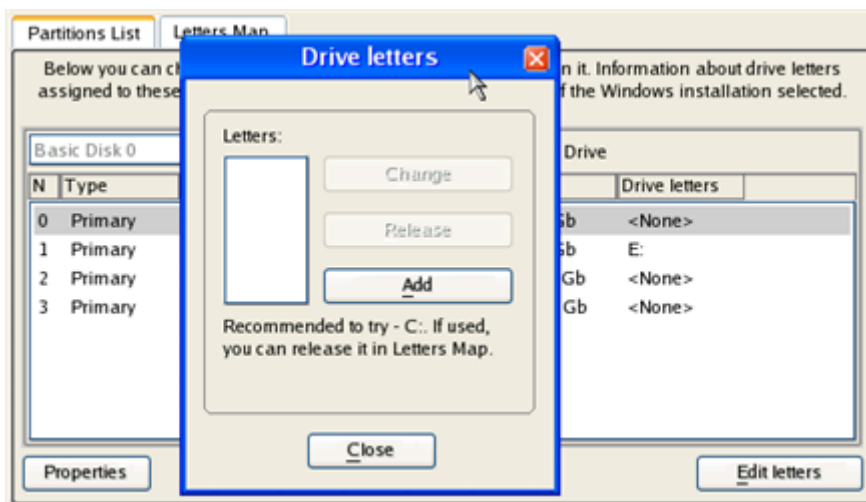 Partitions List
Letters Map
Drive letters
Below you can
n it. Information about drive letters
assigned to these
f the Windows installation selected.
Letters:
Basic Disk 0
Drive
N Type
Drive letters
Change
0 Primary
Gb <None>
Release
1 Primary
Gb E:
2 Primary
Gb <None>
Add
3 Primary
Gb <None>
Recommended to try - C:. If used,
you can release it in Letters Map.
Close
Properties
Edit letters